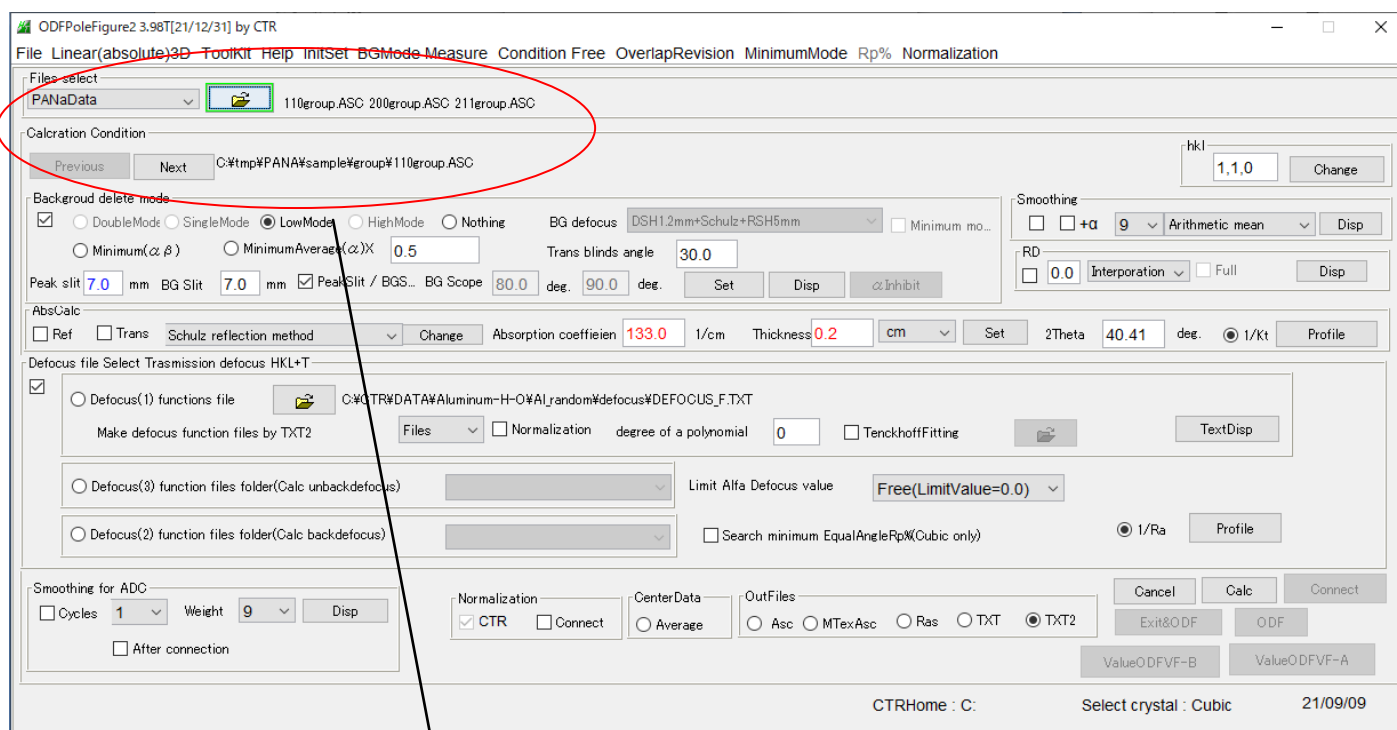 ODFPoleFigure2 3.98T[21/12/31] by CTR
File Linear(absolute)3D ToolKit Help InitSet BGMode Measure Condition Free OverlapRevision MinimumMode Rp% Normalization
Files select
PANaData 110group.ASC 200group.ASC 211group.ASC
Calcration Condition
Previous Next C:¥tmp¥PANA¥sample¥group¥110group.ASC
hkl
1,1,0 Change
Backgroud delete mode
DoubleMode SingleMode LowMode HighMode Nothing BG defocus DSH1.2mm+Schulz+RSH5mm Minimum mo...
Minimum(αβ) MinimumAverage(α)X 0.5 Trans blinds angle 30.0
Peak slit 7.0 mm BG Slit 7.0 mm PeakSlit / BGS... BG Scope 80.0 deg. 90.0 deg. Set Disp αInhibit
Smoothing
+α 9 Arithmetic mean Disp
RD
0.0 Interporation Full Disp
AbsCalc
Ref Trans Schulz reflection method Change Absorption coeffieien 133.0 1/cm Thickness 0.2 cm Set 2Theta 40.41 deg. 1/Kt Profile
Defocus file Select Trasmission defocus HKL+T
Defocus(1) functions file C:¥CTR¥DATA¥Aluminum-H-O¥Al_random¥defocus¥DEFOCUS_F.TXT
Make defocus function files by TXT2 Files Normalization degree of a polynomial 0 TenckhoffFitting TextDisp
Defocus(3) function files folder(Calc unbackdefocus) Limit Alfa Defocus value Free(LimitValue=0.0)
Defocus(2) function files folder(Calc backdefocus) Search minimum EqualAngleRp%(Cubic only) 1/Ra Profile
Smoothing for ADC
Cycles 1 Weight 9 Disp
After connection
Normalization
CTR Connect
CenterData
Average
OutFiles
Asc MTexAsc Ras TXT TXT2
Cancel Calc Connect
Exit&ODF ODF
ValueODFVF-B ValueODFVF-A
CTRHome : C: Select crystal : Cubic 21/09/09